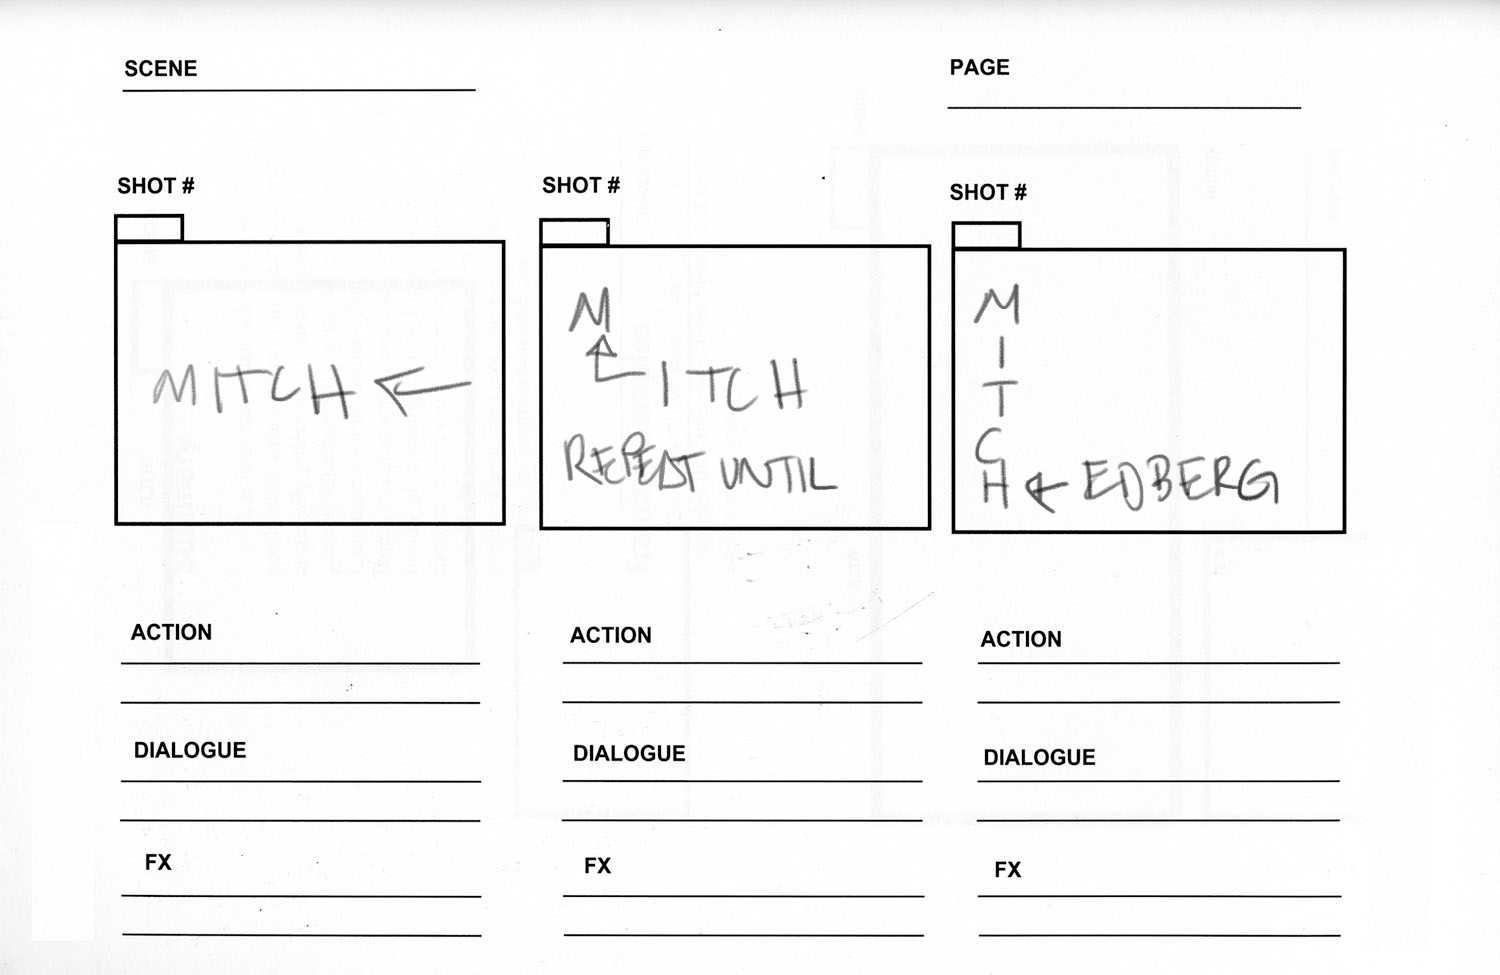 SCENE
PAGE
SHOT #
SHOT #
SHOT #
MITCH
M
ITCH
REPEAT UNTIL
M
I
T
C
H EDBERG
ACTION
ACTION
ACTION
DIALOGUE
DIALOGUE
DIALOGUE
FX
FX
FX